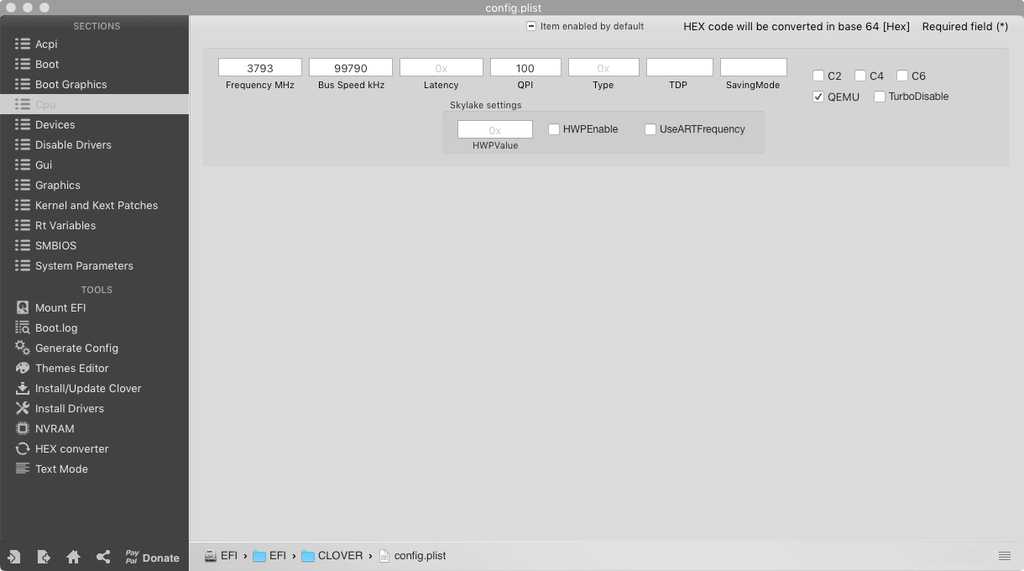 config.plist
SECTIONS
Acpi
Boot
Boot Graphics
Cpu
Devices
Disable Drivers
Gui
Graphics
Kernel and Kext Patches
Rt Variables
SMBIOS
System Parameters
TOOLS
Mount EFI
Boot.log
Generate Config
Themes Editor
Install/Update Clover
Install Drivers
NVRAM
HEX converter
Text Mode
Pay Pal Donate
Item enabled by default HEX code will be converted in base 64 [Hex] Required field (*)
3793 99790 0x 100 0x
Frequency MHz Bus Speed kHz Latency QPI Type TDP SavingMode
C2 C4 C6
QEMU TurboDisable
Skylake settings
0x HWPEnable UseARTFrequency
HWPValue
EFI › EFI › CLOVER › config.plist